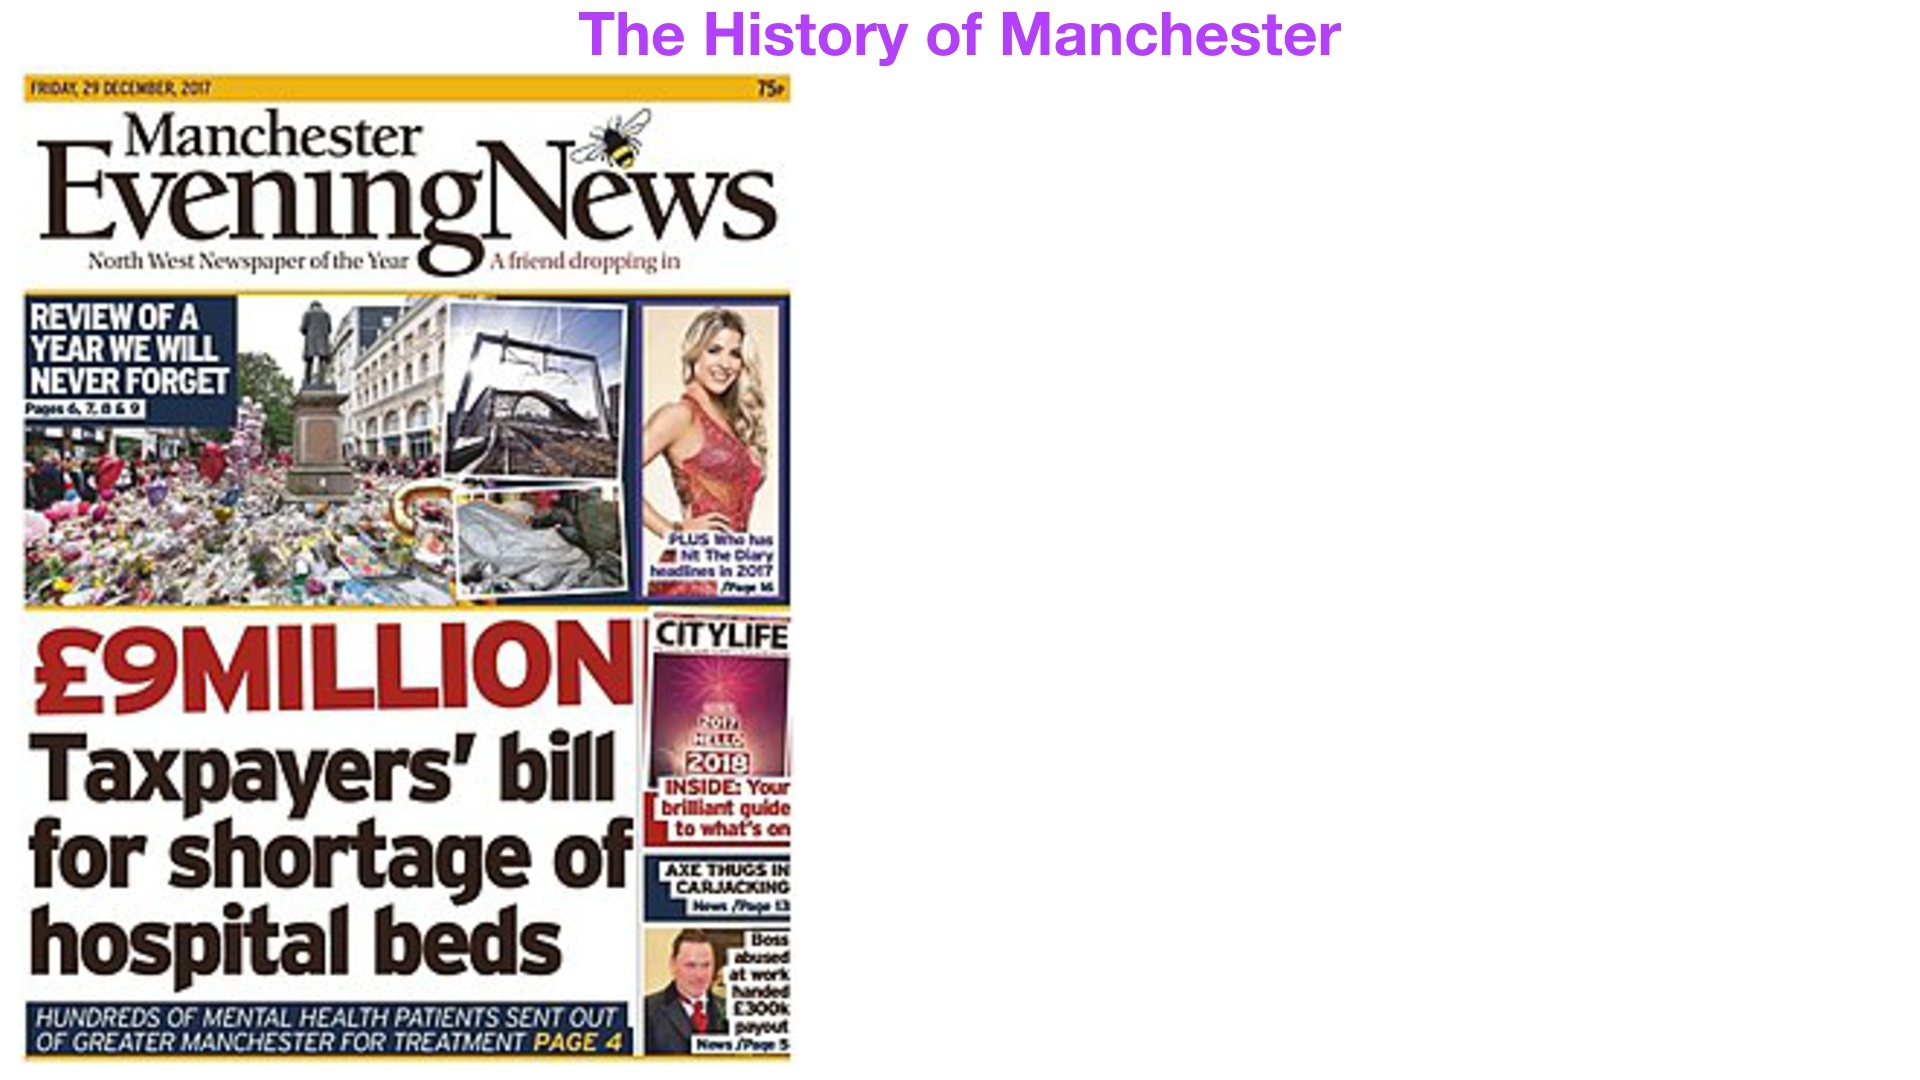 The History of Manchester
FRIDAY, 29 DECEMBER, 2017
75P
Manchester
EveningNews
North West Newspaper of the Year
A friend dropping in
REVIEW OF A
YEAR WE WILL
NEVER FORGET
Pages 6, 7, 8 & 9
PLUS Who has
hit The Diary
headlines in 2017
/Page 16
£9MILLION
Taxpayers' bill
for shortage of
hospital beds
HUNDREDS OF MENTAL HEALTH PATIENTS SENT OUT
OF GREATER MANCHESTER FOR TREATMENT PAGE 4
CITYLIFE
2017
HELLO
2018
INSIDE: Your
brilliant guide
to what's on
AXE THUGS IN
CARJACKING
News /Page 13
Boss
abused
at work
handed
£300k
payout
News /Page 5